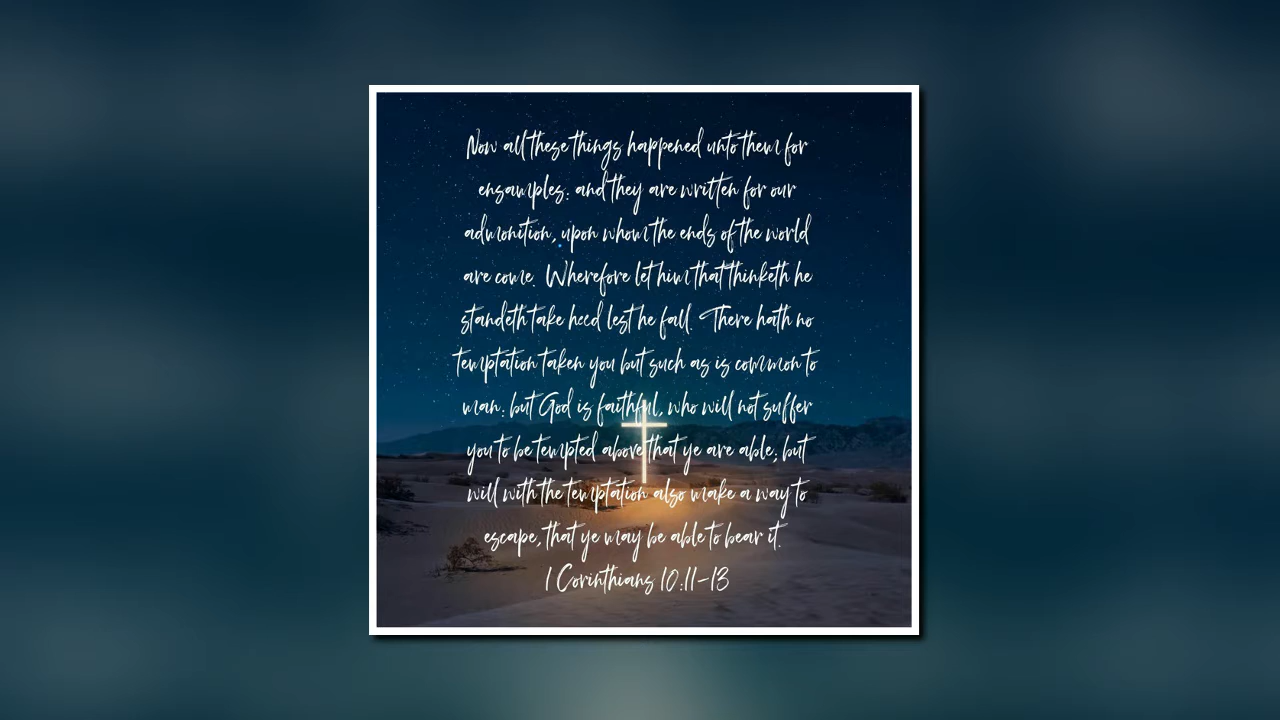 Now all these things happened unto them for
ensamples: and they are written for our
admonition, upon whom the ends of the world
are come. Wherefore let him that thinketh he
standeth take heed lest he fall. There hath no
temptation taken you but such as is common to
man: but God is faithful, who will not suffer
you to be tempted above that ye are able; but
will with the temptation also make a way to
escape, that ye may be able to bear it.
1 Corinthians 10:11-13